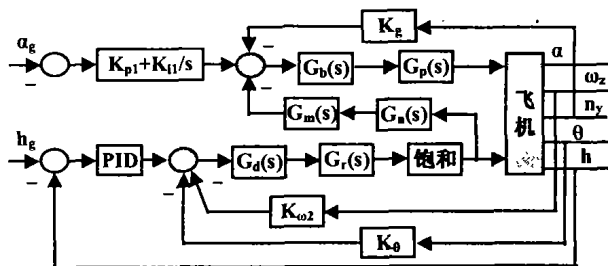 K_g
α_g
K_p1+K_i1/s
G_b(s)
G_p(s)
α
ω_z
n_y
θ
h
飞机
G_m(s)
G_n(s)
h_g
PID
G_d(s)
G_r(s)
饱和
K_ω2
K_θ